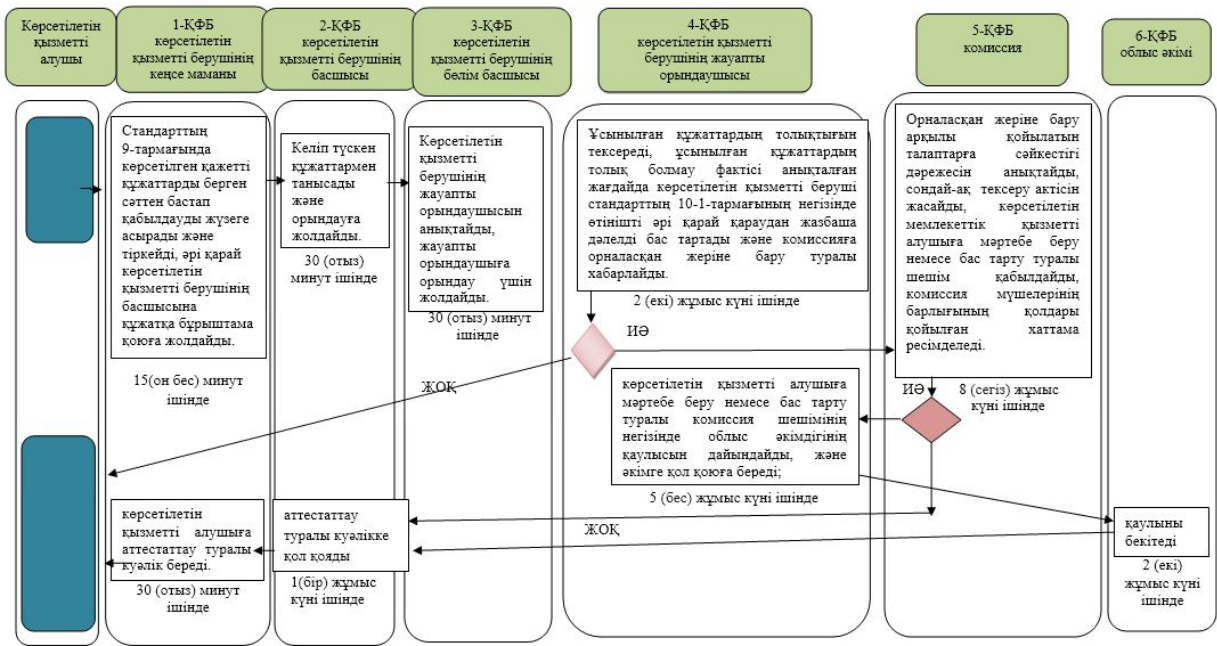 Көрсетілетін
қызметті
алушы
1-ҚФБ
көрсетілетін
қызметті берушінің
кеңсе маманы
2-ҚФБ
көрсетілетін
қызметті берушінің
басшысы
3-ҚФБ
көрсетілетін
қызметті берушінің
бөлім басшысы
4-ҚФБ
көрсетілетін қызметті
берушінің жауапты
орындаушысы
5-ҚФБ
комиссия
6-ҚФБ
облыс әкімі
Стандарттың
9-тармағында
көрсетілген қажетті
құжаттарды берген
сәттен бастап
қабылдауды жүзеге
асырады және
тіркейді, әрі қарай
көрсетілетін
қызметті берушінің
басшысына
құжатқа бұрыштама
қоюға жолдайды.
15(он бес) минут
ішінде
Келіп түскен
құжаттармен
танысады
және
орындауға
жолдайды.
30 (отыз)
минут ішінде
Көрсетілетін
қызметті
берушінің
жауапты
орындаушысын
анықтайды,
жауапты
орындаушыға
орындау үшін
жолдайды.
30 (отыз) минут
ішінде
Ұсынылған құжаттардың толықтығын
тексереді, ұсынылған құжаттардың
толық болмау фактісі анықталған
жағдайда көрсетілетін қызметті беруші
стандарттың 10-1-тармағының негізінде
өтінішті әрі қарай қараудан жазбаша
дәлелді бас тартады және комиссияға
орналасқан жеріне бару туралы
хабарлайды.
2 (екі) жұмыс күні ішінде
ИӘ
ЖОҚ
Орналасқан жеріне бару
арқылы қойылатын
талаптарға сәйкестігі
дәрежесін анықтайды,
сондай-ақ тексеру актісін
жасайды, көрсетілетін
мемлекеттік қызметті
алушыға мәртебе беру
немесе бас тарту туралы
шешім қабылдайды,
комиссия мүшелерінің
барлығының қолдары
қойылған хаттама
ресімделеді.
ИӘ
8 (сегіз) жұмыс
күні ішінде
көрсетілетін қызметті алушыға
мәртебе беру немесе бас тарту
туралы комиссия шешімінің
негізінде облыс әкімдігінің
қаулысын дайындайды, және
әкімге қол қоюға береді;
5 (бес) жұмыс күні ішінде
ЖОҚ
қаулыны
бекітеді
2 (екі)
жұмыс күні
ішінде
аттестаттау
туралы куәлікке
қол қояды
1(бір) жұмыс
күні ішінде
көрсетілетін
қызметті алушыға
аттестаттау туралы
куәлік береді.
30 (отыз) минут
ішінде